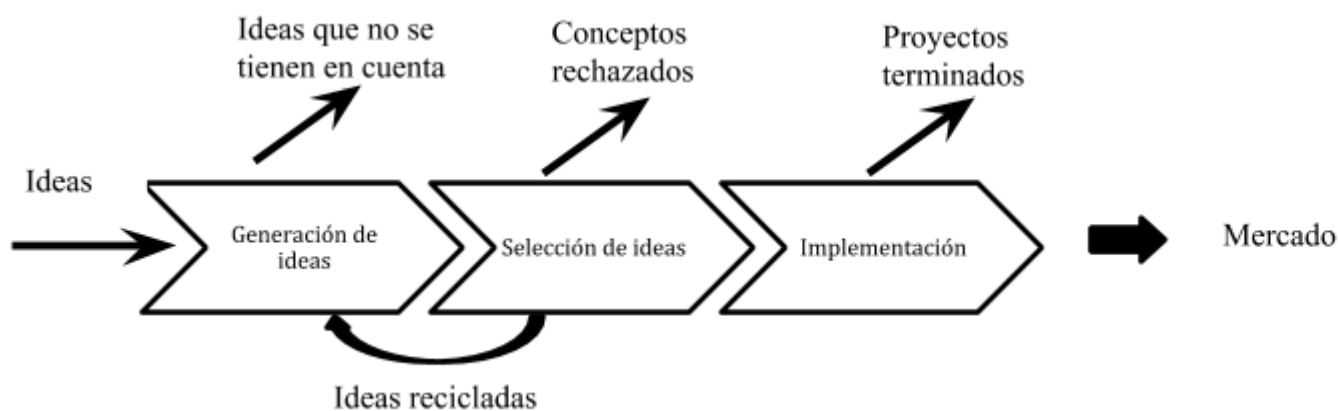 Ideas que no se
tienen en cuenta
Conceptos
rechazados
Proyectos
terminados
Ideas
Generación de
ideas
Selección de ideas
Implementación
Mercado
Ideas recicladas